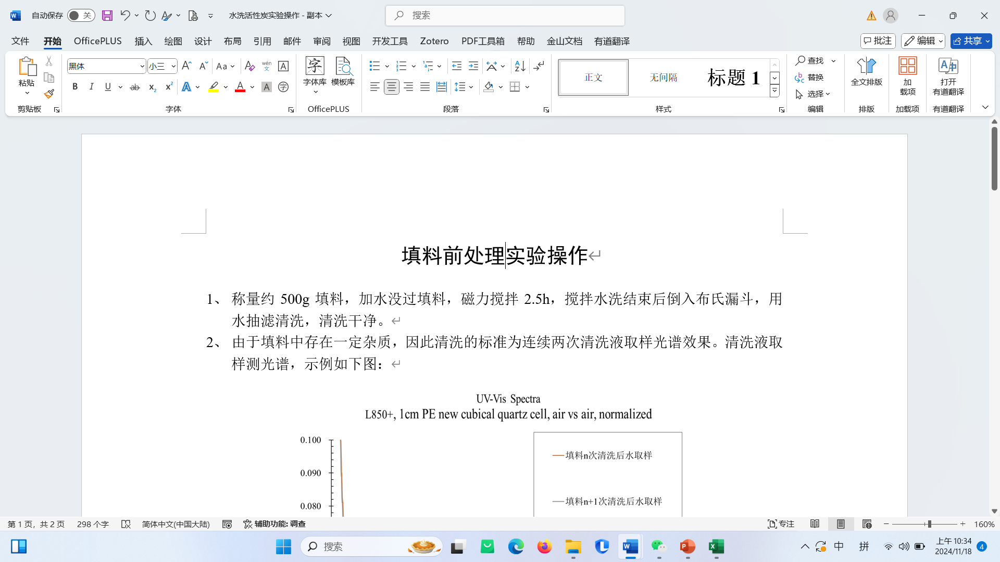 自动保存 关 水洗活性炭实验操作 - 副本 搜索
文件 开始 OfficePLUS 插入 绘图 设计 布局 引用 邮件 审阅 视图 开发工具 Zotero PDF工具箱 帮助 金山文档 有道翻译 批注 编辑 共享
粘贴 剪贴板
黑体 小三 字体
字体库 模板库 OfficePLUS
段落
正文 无间隔 标题 1 样式
查找 替换 选择 编辑
全文排版 排版
加载项 加载项
打开有道翻译 有道翻译
填料前处理实验操作
1、 称量约 500g 填料，加水没过填料，磁力搅拌 2.5h，搅拌水洗结束后倒入布氏漏斗，用
水抽滤清洗，清洗干净。
2、 由于填料中存在一定杂质，因此清洗的标准为连续两次清洗液取样光谱效果。清洗液取
样测光谱，示例如下图：
UV-Vis Spectra
L850+, 1cm PE new cubical quartz cell, air vs air, normalized
0.100
填料n次清洗后水取样
0.090
填料n+1次清洗后水取样
0.080
第 1 页，共 2 页 298 个字 简体中文(中国大陆) 辅助功能: 调查 专注 160%
搜索 中 拼 上午 10:34
2024/11/18 4